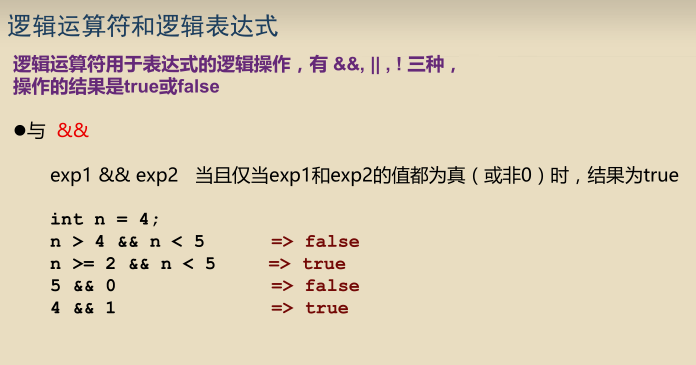 逻辑运算符和逻辑表达式
逻辑运算符用于表达式的逻辑操作，有 &&, || , ! 三种，
操作的结果是true或false
●与 &&
exp1 && exp2 当且仅当exp1和exp2的值都为真（或非0）时，结果为true
int n = 4;
n > 4 && n < 5 => false
n >= 2 && n < 5 => true
5 && 0 => false
4 && 1 => true